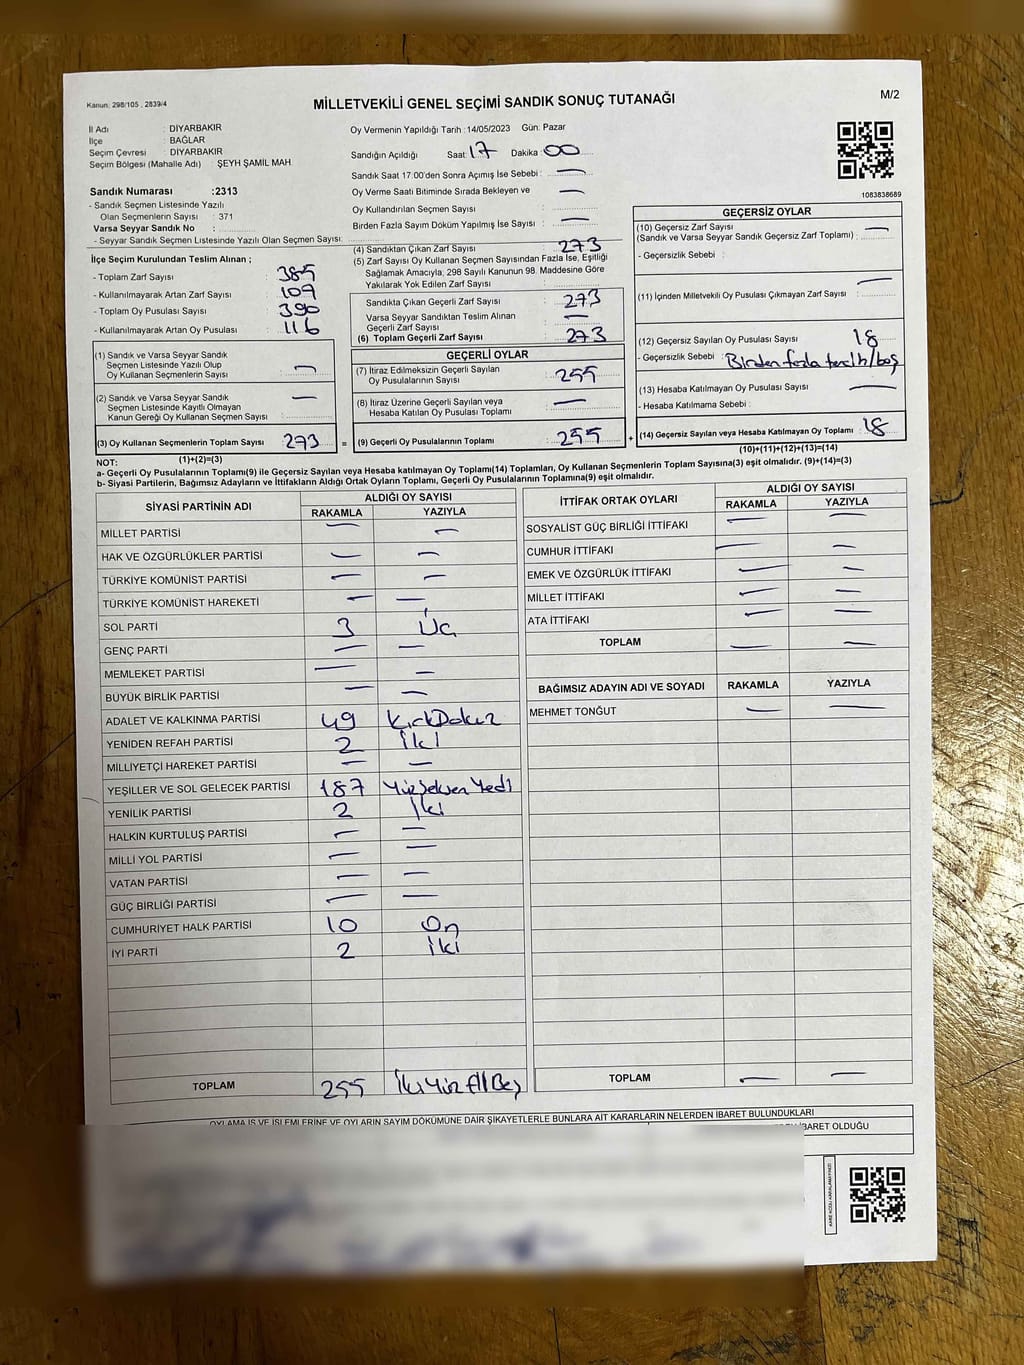 Kanun: 298/105 , 2839/4
MİLLETVEKİLİ GENEL SEÇİMİ SANDIK SONUÇ TUTANAĞI
M/2
İl Adı : DİYARBAKIR
İlçe : BAĞLAR
Seçim Çevresi : DİYARBAKIR
Seçim Bölgesi (Mahalle Adı) : ŞEYH ŞAMİL MAH.
Sandık Numarası :2313
- Sandık Seçmen Listesinde Yazılı
Olan Seçmenlerin Sayısı : 371
Varsa Seyyar Sandık No :
- Seyyar Sandık Seçmen Listesinde Yazılı Olan Seçmen Sayısı:
Oy Vermenin Yapıldığı Tarih :14/05/2023 Gün: Pazar
Sandığın Açıldığı Saat: 17 Dakika: 00
Sandık Saat 17:00'den Sonra Açımış İse Sebebi : —
Oy Verme Saati Bitiminde Sırada Bekleyen ve —
Oy Kullandırılan Seçmen Sayısı :
Birden Fazla Sayım Döküm Yapılmış İse Sayısı : —
1083838689
İlçe Seçim Kurulundan Teslim Alınan ;
- Toplam Zarf Sayısı : 385
- Kullanılmayarak Artan Zarf Sayısı : 109
- Toplam Oy Pusulası Sayısı : 390
- Kullanılmayarak Artan Oy Pusulası : 116
(1) Sandık ve Varsa Seyyar Sandık
Seçmen Listesinde Yazılı Olup
Oy Kullanan Seçmenlerin Sayısı : —
(2) Sandık ve Varsa Seyyar Sandık
Seçmen Listesinde Kayıtlı Olmayan
Kanun Gereği Oy Kullanan Seçmen Sayısı : —
(3) Oy Kullanan Seçmenlerin Toplam Sayısı : 273 =
(1)+(2)=(3)
(4) Sandıktan Çıkan Zarf Sayısı : 273
(5) Zarf Sayısı Oy Kullanan Seçmen Sayısından Fazla İse, Eşitliği
Sağlamak Amacıyla; 298 Sayılı Kanunun 98. Maddesine Göre
Yakılarak Yok Edilen Zarf Sayısı :
Sandıkta Çıkan Geçerli Zarf Sayısı : 273
Varsa Seyyar Sandıktan Teslim Alınan
Geçerli Zarf Sayısı : —
(6) Toplam Geçerli Zarf Sayısı : 273
GEÇERLİ OYLAR
(7) İtiraz Edilmeksizin Geçerli Sayılan
Oy Pusulalarının Sayısı : 255
(8) İtiraz Üzerine Geçerli Sayılan veya
Hesaba Katılan Oy Pusulası Toplamı : —
(9) Geçerli Oy Pusulalarının Toplamı : 255 +
GEÇERSİZ OYLAR
(10) Geçersiz Zarf Sayısı —
(Sandık ve Varsa Seyyar Sandık Geçersiz Zarf Toplamı) :
- Geçersizlik Sebebi :
(11) İçinden Milletvekili Oy Pusulası Çıkmayan Zarf Sayısı : —
(12) Geçersiz Sayılan Oy Pusulası Sayısı : 18
- Geçersizlik Sebebi : Birden fazla tercih/boş
(13) Hesaba Katılmayan Oy Pusulası Sayısı : —
- Hesaba Katılmama Sebebi :
(14) Geçersiz Sayılan veya Hesaba Katılmayan Oy Toplamı : 18
(10)+(11)+(12)+(13)=(14)
NOT:
a- Geçerli Oy Pusulalarının Toplamı(9) ile Geçersiz Sayılan veya Hesaba katılmayan Oy Toplamı(14) Toplamları, Oy Kullanan Seçmenlerin Toplam Sayısına(3) eşit olmalıdır. (9)+(14)=(3)
b- Siyasi Partilerin, Bağımsız Adayların ve İttifakların Aldığı Ortak Oyların Toplamı, Geçerli Oy Pusulalarının Toplamına(9) eşit olmalıdır.
SİYASİ PARTİNİN ADI ALDIĞI OY SAYISI
RAKAMLA YAZIYLA
MİLLET PARTİSİ — —
HAK VE ÖZGÜRLÜKLER PARTİSİ — —
TÜRKİYE KOMÜNİST PARTİSİ — —
TÜRKİYE KOMÜNİST HAREKETİ — —
SOL PARTİ 3 Üç
GENÇ PARTİ — —
MEMLEKET PARTİSİ — —
BÜYÜK BİRLİK PARTİSİ — —
ADALET VE KALKINMA PARTİSİ 49 KırkDokuz
YENİDEN REFAH PARTİSİ 2 İki
MİLLİYETÇİ HAREKET PARTİSİ — —
YEŞİLLER VE SOL GELECEK PARTİSİ 187 YüzSeksenYedi
YENİLİK PARTİSİ 2 İki
HALKIN KURTULUŞ PARTİSİ — —
MİLLİ YOL PARTİSİ — —
VATAN PARTİSİ — —
GÜÇ BİRLİĞİ PARTİSİ — —
CUMHURİYET HALK PARTİSİ 10 On
İYİ PARTİ 2 İki
TOPLAM 255 İkiYüzElliBeş
İTTİFAK ORTAK OYLARI ALDIĞI OY SAYISI
RAKAMLA YAZIYLA
SOSYALİST GÜÇ BİRLİĞİ İTTİFAKI — —
CUMHUR İTTİFAKI — —
EMEK VE ÖZGÜRLÜK İTTİFAKI — —
MİLLET İTTİFAKI — —
ATA İTTİFAKI — —
TOPLAM — —
BAĞIMSIZ ADAYIN ADI VE SOYADI RAKAMLA YAZIYLA
MEHMET TONĞUT — —
TOPLAM — —
OYLAMA İŞ VE İŞLEMLERİNE VE OYLARIN SAYIM DÖKÜMÜNE DAİR ŞİKAYETLERLE BUNLARA AİT KARARLARIN NELERDEN İBARET BULUNDUKLARI
İBARET OLDUĞU